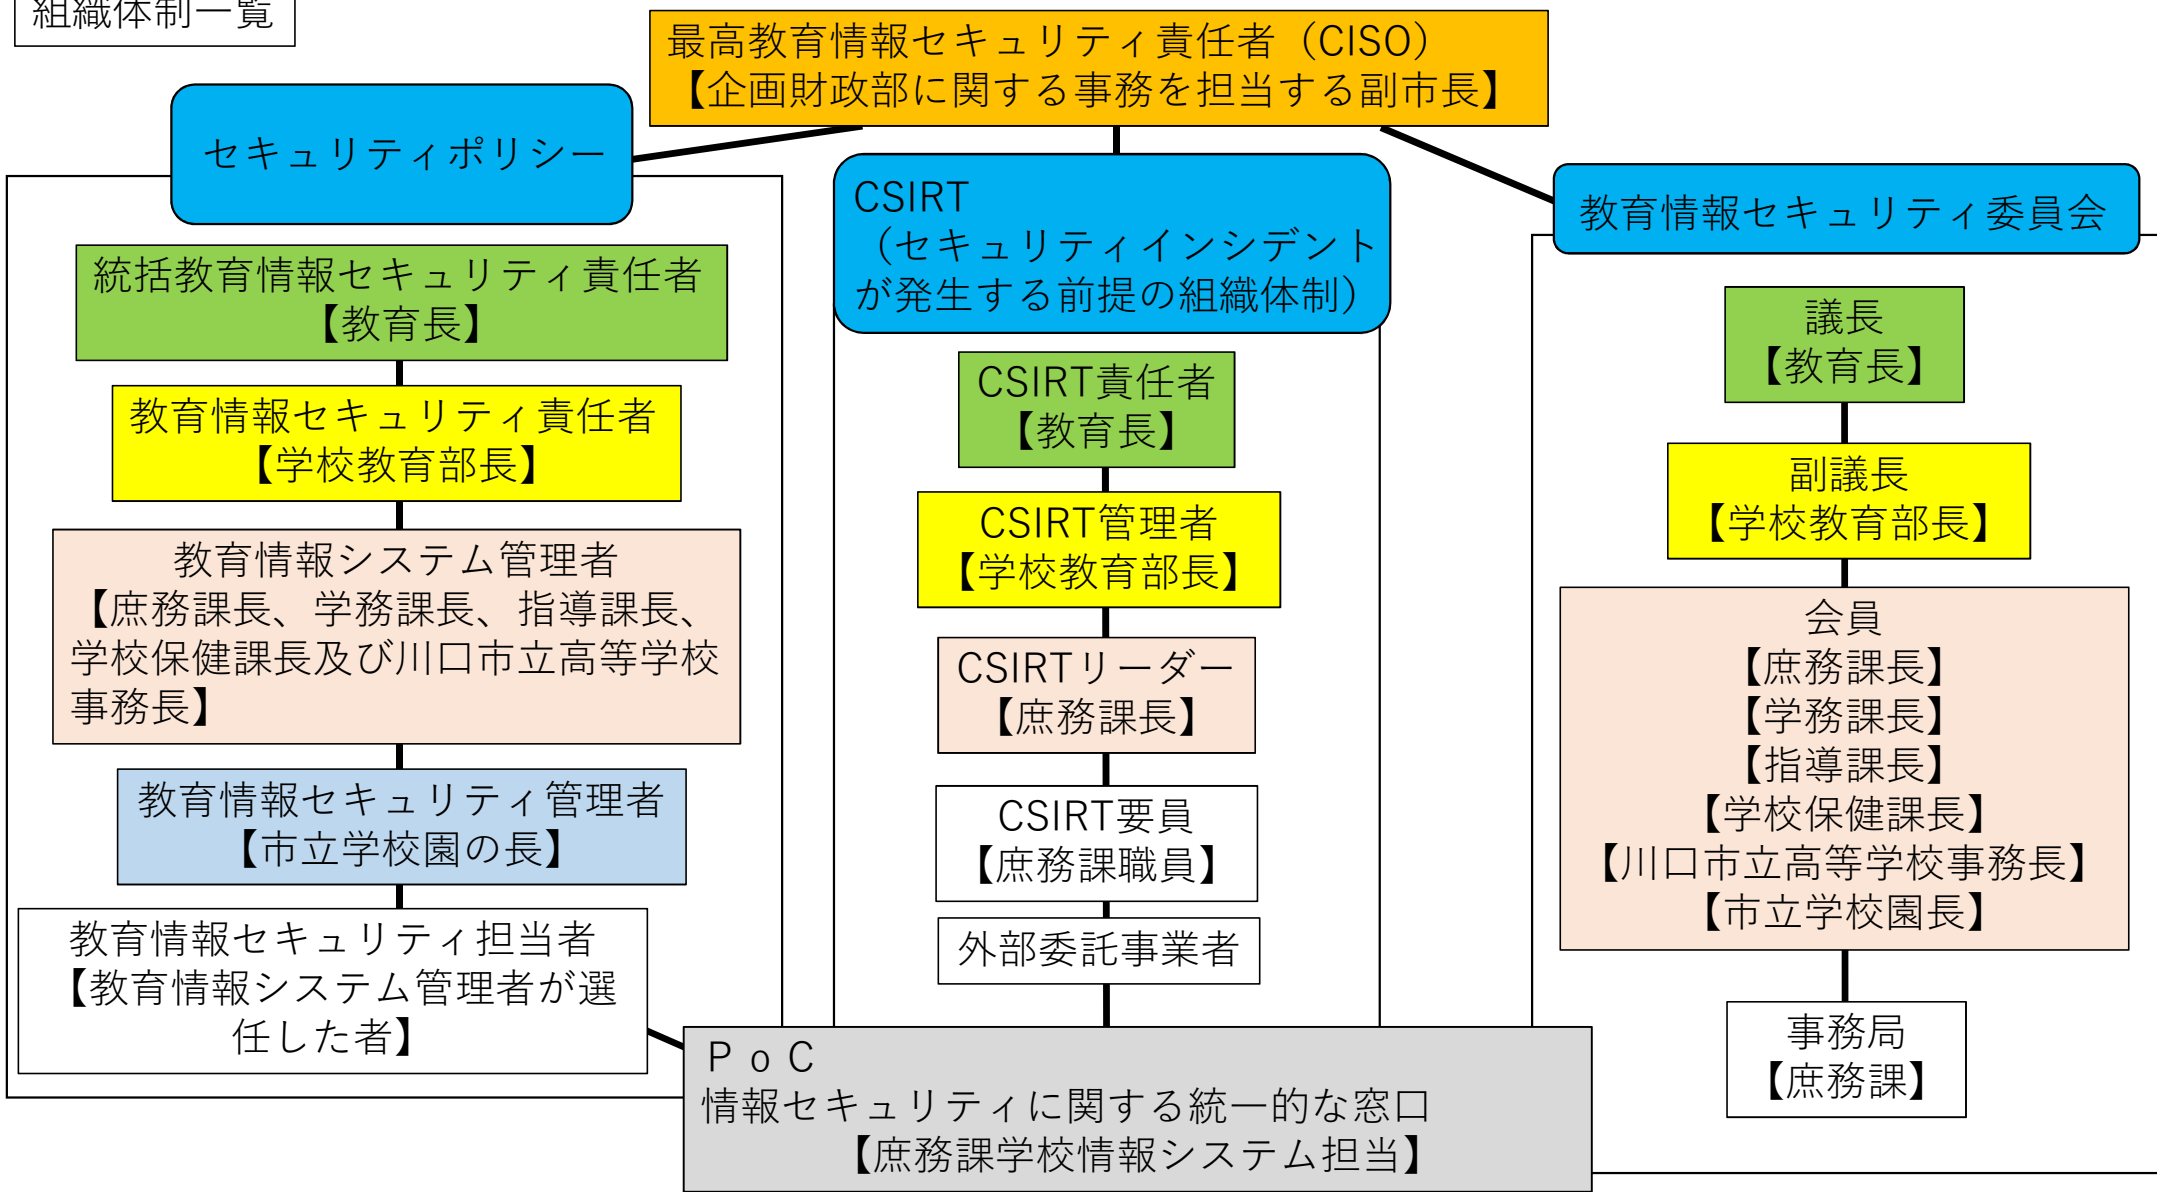 組織体制一覧
最高教育情報セキュリティ責任者（CISO）
【企画財政部に関する事務を担当する副市長】
セキュリティポリシー
統括教育情報セキュリティ責任者
【教育長】
教育情報セキュリティ責任者
【学校教育部長】
教育情報システム管理者
【庶務課長、学務課長、指導課長、
学校保健課長及び川口市立高等学校
事務長】
教育情報セキュリティ管理者
【市立学校園の長】
教育情報セキュリティ担当者
【教育情報システム管理者が選
任した者】
CSIRT
（セキュリティインシデント
が発生する前提の組織体制）
CSIRT責任者
【教育長】
CSIRT管理者
【学校教育部長】
CSIRTリーダー
【庶務課長】
CSIRT要員
【庶務課職員】
外部委託事業者
ＰｏＣ
情報セキュリティに関する統一的な窓口
【庶務課学校情報システム担当】
教育情報セキュリティ委員会
議長
【教育長】
副議長
【学校教育部長】
会員
【庶務課長】
【学務課長】
【指導課長】
【学校保健課長】
【川口市立高等学校事務長】
【市立学校園長】
事務局
【庶務課】